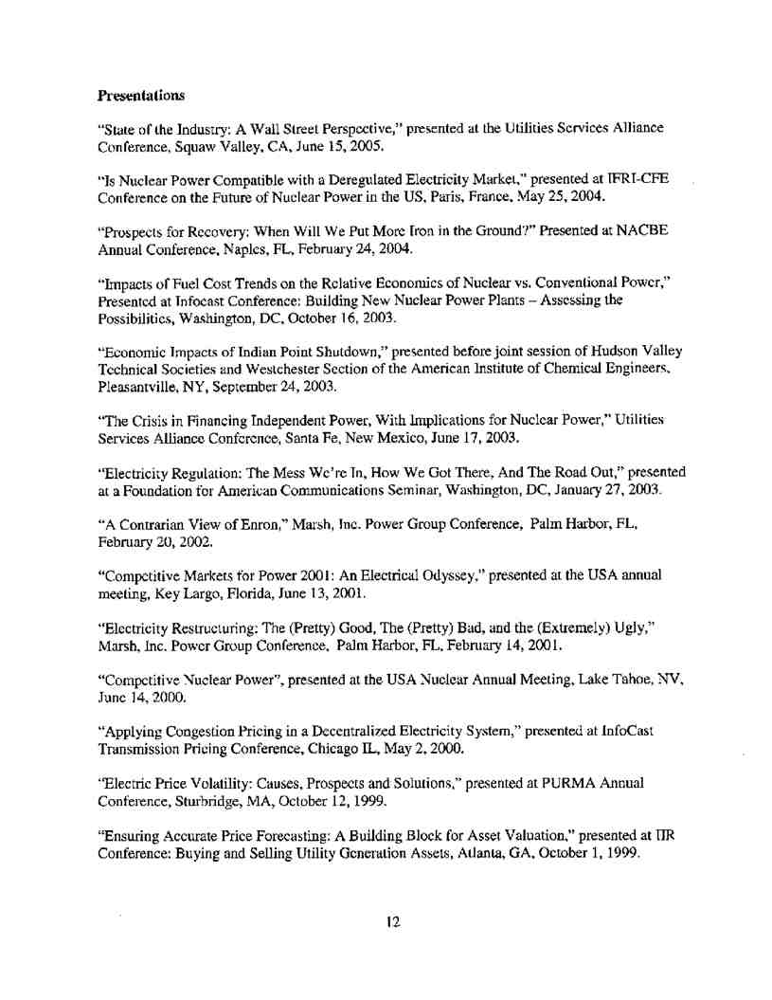 Presentations
"State of the Industry: A Wall Street Perspective," presented at the Utilities Services Alliance
Conference, Squaw Valley, CA, June 15, 2005.
"Is Nuclear Power Compatible with a Deregulated Electricity Market," presented at IFRI-CFE
Conference on the Future of Nuclear Power in the US, Paris, France, May 25, 2004.
"Prospects for Recovery: When Will We Put More Iron in the Ground?" Presented at NACBE
Annual Conference, Naples, FL, February 24, 2004.
"Impacts of Fuel Cost Trends on the Relative Economics of Nuclear vs. Conventional Power,"
Presented at Infocast Conference: Building New Nuclear Power Plants – Assessing the
Possibilities, Washington, DC, October 16, 2003.
"Economic Impacts of Indian Point Shutdown," presented before joint session of Hudson Valley
Technical Societies and Westchester Section of the American Institute of Chemical Engineers,
Pleasantville, NY, September 24, 2003.
"The Crisis in Financing Independent Power, With Implications for Nuclear Power," Utilities
Services Alliance Conference, Santa Fe, New Mexico, June 17, 2003.
"Electricity Regulation: The Mess We're In, How We Got There, And The Road Out," presented
at a Foundation for American Communications Seminar, Washington, DC, January 27, 2003.
"A Contrarian View of Enron," Marsh, Inc. Power Group Conference, Palm Harbor, FL,
February 20, 2002.
"Competitive Markets for Power 2001: An Electrical Odyssey," presented at the USA annual
meeting, Key Largo, Florida, June 13, 2001.
"Electricity Restructuring: The (Pretty) Good, The (Pretty) Bad, and the (Extremely) Ugly,"
Marsh, Inc. Power Group Conference, Palm Harbor, FL, February 14, 2001.
"Competitive Nuclear Power", presented at the USA Nuclear Annual Meeting, Lake Tahoe, NV,
June 14, 2000.
"Applying Congestion Pricing in a Decentralized Electricity System," presented at InfoCast
Transmission Pricing Conference, Chicago IL, May 2, 2000.
"Electric Price Volatility: Causes, Prospects and Solutions," presented at PURMA Annual
Conference, Sturbridge, MA, October 12, 1999.
"Ensuring Accurate Price Forecasting: A Building Block for Asset Valuation," presented at IIR
Conference: Buying and Selling Utility Generation Assets, Atlanta, GA, October 1, 1999.
12